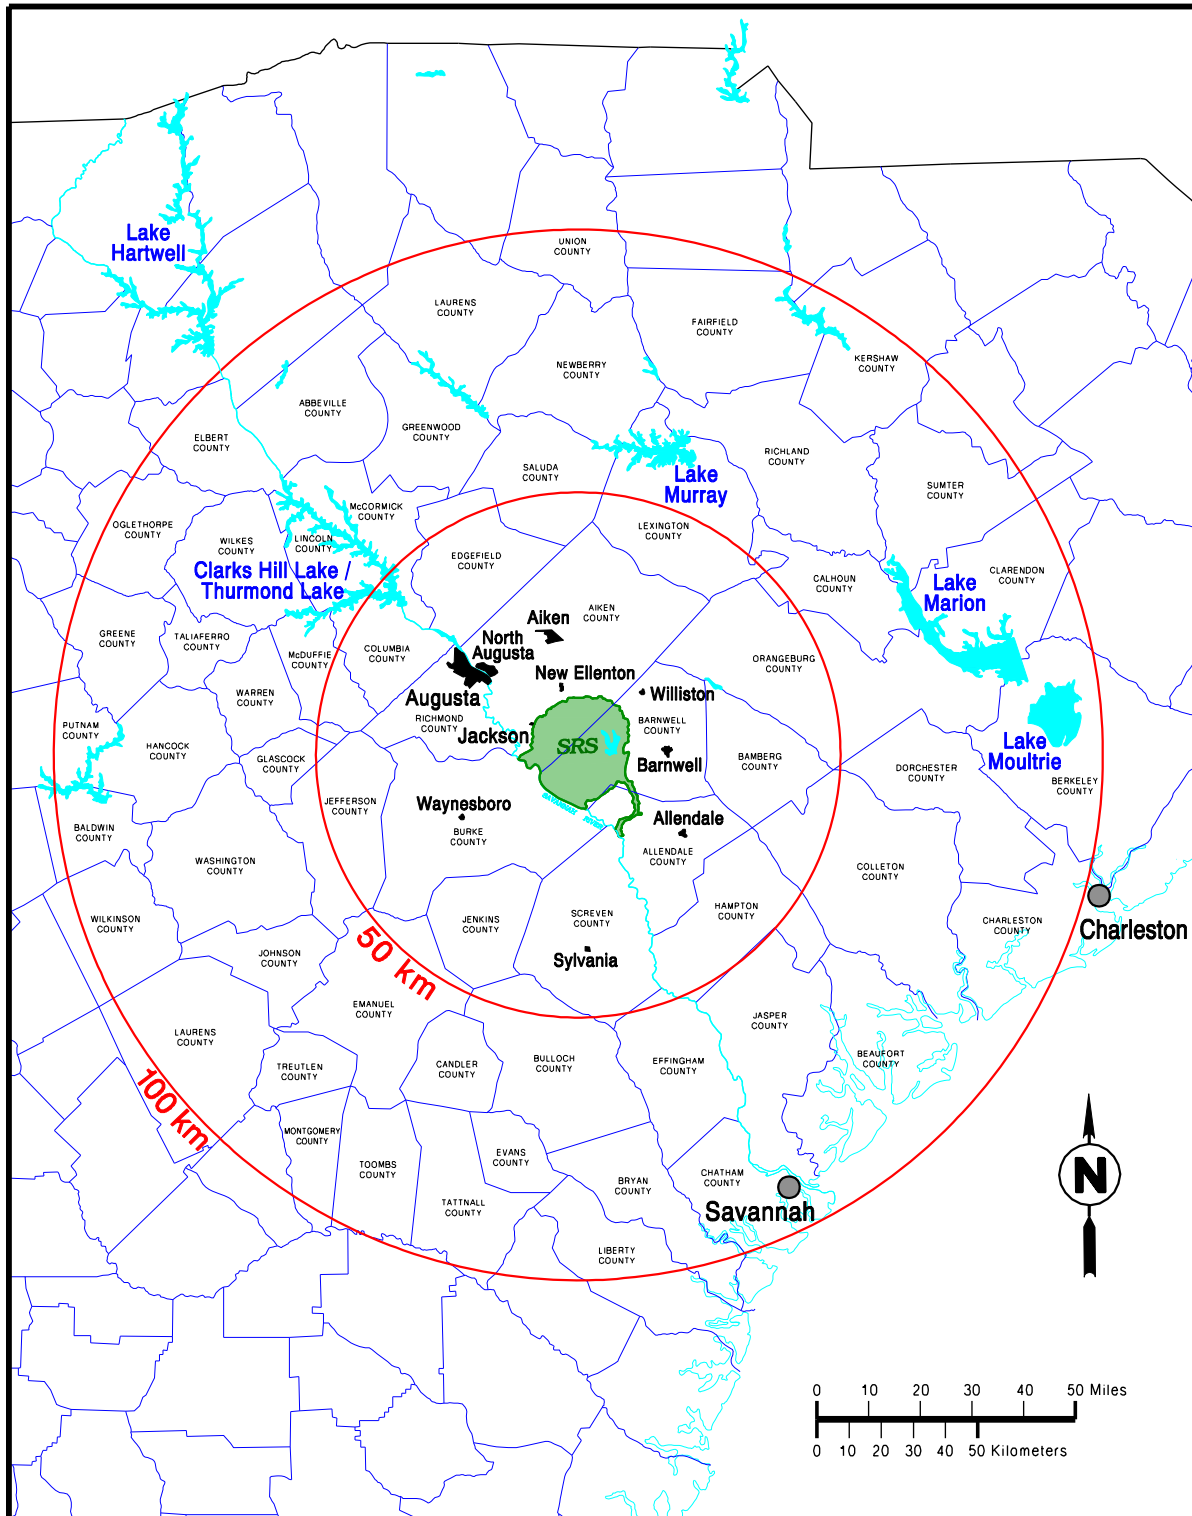 UNION
COUNTY
Lake
Hartwell
LAURENS
COUNTY
FAIRFIELD
COUNTY
KERSHAW
COUNTY
NEWBERRY
COUNTY
ABBEVILLE
COUNTY
GREENWOOD
COUNTY
ELBERT
COUNTY
RICHLAND
COUNTY
SALUDA
COUNTY
Lake
Murray
SUMTER
COUNTY
McCORMICK
COUNTY
OGLETHORPE
COUNTY
LEXINGTON
COUNTY
WILKES
COUNTY
LINCOLN
COUNTY
EDGEFIELD
COUNTY
Clarks Hill Lake /
Thurmond Lake
CALHOUN
COUNTY
Lake
Marion
CLARENDON
COUNTY
AIKEN
COUNTY
Aiken
GREENE
COUNTY
TALIAFERRO
COUNTY
McDUFFIE
COUNTY
COLUMBIA
COUNTY
North
Augusta
ORANGEBURG
COUNTY
New Ellenton
WARREN
COUNTY
Augusta
Williston
RICHMOND
COUNTY
BARNWELL
COUNTY
PUTNAM
COUNTY
Jackson
HANCOCK
COUNTY
SRS
Lake
Moultrie
GLASCOCK
COUNTY
Barnwell
BAMBERG
COUNTY
DORCHESTER
COUNTY
BERKELEY
COUNTY
JEFFERSON
COUNTY
Waynesboro
SAVANNAH RIVER
Allendale
BALDWIN
COUNTY
BURKE
COUNTY
ALLENDALE
COUNTY
WASHINGTON
COUNTY
COLLETON
COUNTY
WILKINSON
COUNTY
JENKINS
COUNTY
SCREVEN
COUNTY
HAMPTON
COUNTY
CHARLESTON
COUNTY
Charleston
JOHNSON
COUNTY
50 km
Sylvania
EMANUEL
COUNTY
JASPER
COUNTY
LAURENS
COUNTY
BEAUFORT
COUNTY
TREUTLEN
COUNTY
CANDLER
COUNTY
BULLOCH
COUNTY
EFFINGHAM
COUNTY
100 km
MONTGOMERY
COUNTY
TOOMBS
COUNTY
EVANS
COUNTY
CHATHAM
COUNTY
BRYAN
COUNTY
N
TATTNALL
COUNTY
Savannah
LIBERTY
COUNTY
0 10 20 30 40 50 Miles
0 10 20 30 40 50 Kilometers